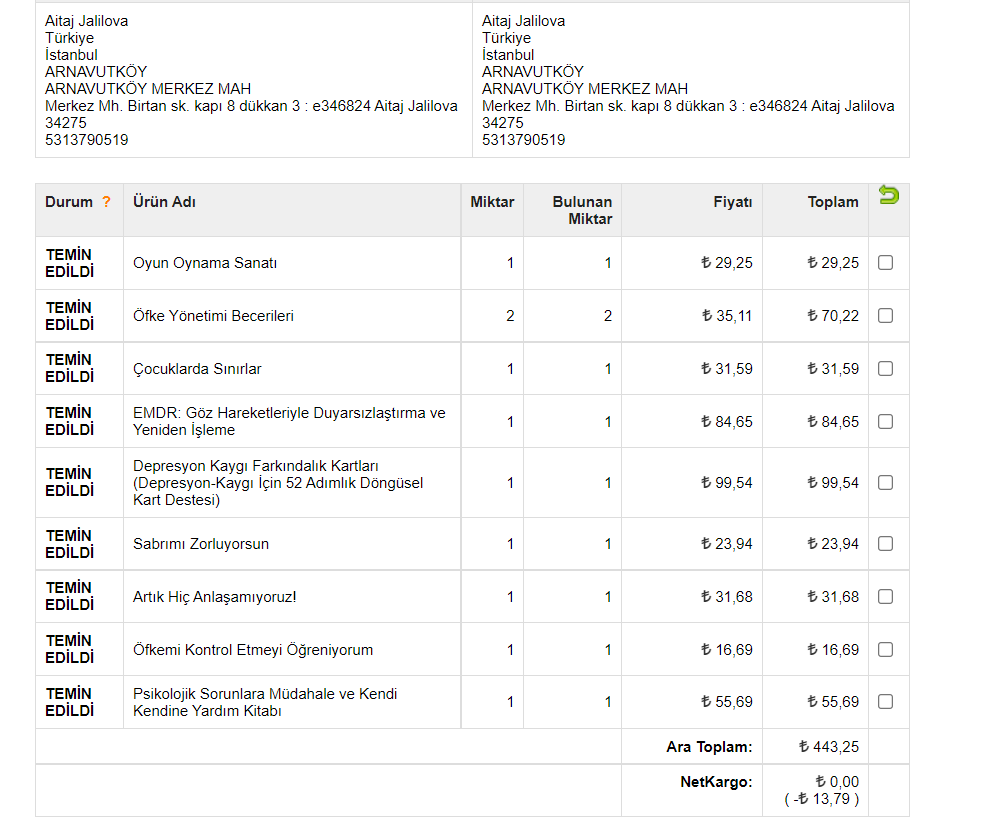 Aitaj Jalilova
Türkiye
İstanbul
ARNAVUTKÖY
ARNAVUTKÖY MERKEZ MAH
Merkez Mh. Birtan sk. kapı 8 dükkan 3 : e346824 Aitaj Jalilova
34275
5313790519
Aitaj Jalilova
Türkiye
İstanbul
ARNAVUTKÖY
ARNAVUTKÖY MERKEZ MAH
Merkez Mh. Birtan sk. kapı 8 dükkan 3 : e346824 Aitaj Jalilova
34275
5313790519
Durum ? Ürün Adı Miktar Bulunan Miktar Fiyatı Toplam
TEMİN EDİLDİ Oyun Oynama Sanatı 1 1 ₺ 29,25 ₺ 29,25
TEMİN EDİLDİ Öfke Yönetimi Becerileri 2 2 ₺ 35,11 ₺ 70,22
TEMİN EDİLDİ Çocuklarda Sınırlar 1 1 ₺ 31,59 ₺ 31,59
TEMİN EDİLDİ EMDR: Göz Hareketleriyle Duyarsızlaştırma ve
Yeniden İşleme 1 1 ₺ 84,65 ₺ 84,65
TEMİN EDİLDİ Depresyon Kaygı Farkındalık Kartları
(Depresyon-Kaygı İçin 52 Adımlık Döngüsel
Kart Destesi) 1 1 ₺ 99,54 ₺ 99,54
TEMİN EDİLDİ Sabrımı Zorluyorsun 1 1 ₺ 23,94 ₺ 23,94
TEMİN EDİLDİ Artık Hiç Anlaşamıyoruz! 1 1 ₺ 31,68 ₺ 31,68
TEMİN EDİLDİ Öfkemi Kontrol Etmeyi Öğreniyorum 1 1 ₺ 16,69 ₺ 16,69
TEMİN EDİLDİ Psikolojik Sorunlara Müdahale ve Kendi
Kendine Yardım Kitabı 1 1 ₺ 55,69 ₺ 55,69
Ara Toplam: ₺ 443,25
NetKargo: ₺ 0,00
( -₺ 13,79 )